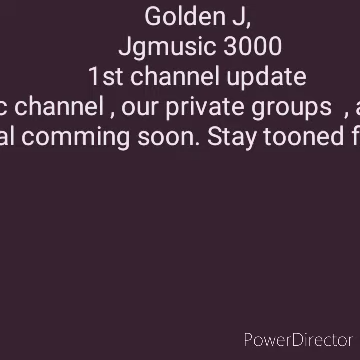 Golden J,
Jgmusic 3000
1st channel update
c channel , our private groups , a
al comming soon. Stay tooned f
PowerDirector